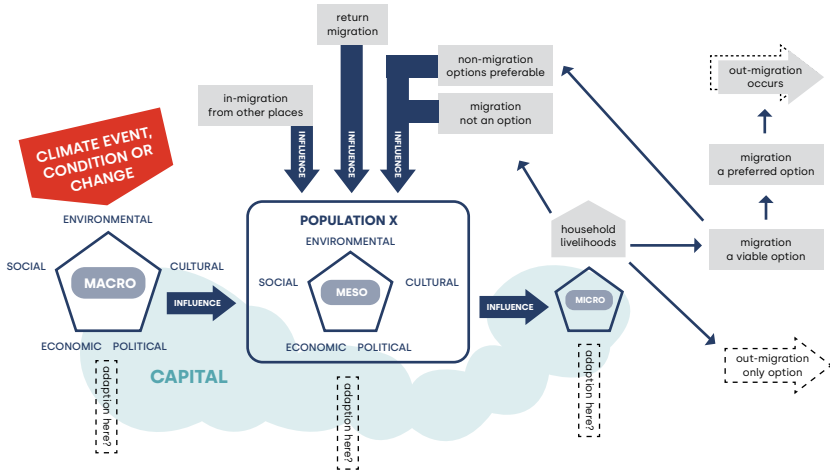 return
migration
non-migration
options preferable
out-migration
occurs
in-migration
from other places
migration
not an option
CLIMATE EVENT,
CONDITION OR
CHANGE
INFLUENCE
INFLUENCE
INFLUENCE
migration
a preferred option
ENVIRONMENTAL
SOCIAL
MACRO
CULTURAL
ECONOMIC
POLITICAL
INFLUENCE
POPULATION X
ENVIRONMENTAL
SOCIAL
MESO
CULTURAL
ECONOMIC
POLITICAL
INFLUENCE
household
livelihoods
migration
a viable option
MICRO
out-migration
only option
CAPITAL
adaption here?
adaption here?
adaption here?